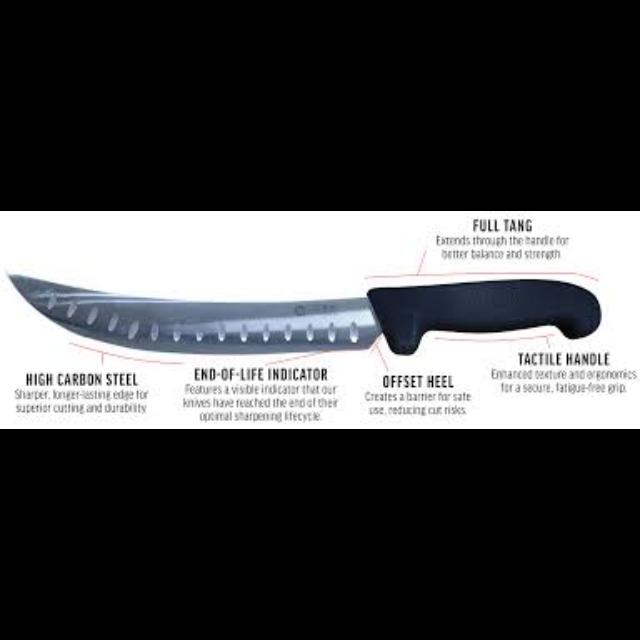 FULL TANG
Extends through the handle for
better balance and strength
HIGH CARBON STEEL
Sharper, longer-lasting edge for
superior cutting and durability.
END-OF-LIFE INDICATOR
Features a visible indicator that our
knives have reached the end of their
optimal sharpening lifecycle.
OFFSET HEEL
Creates a barrier for safe
use, reducing cut risks.
TACTILE HANDLE
Enhanced texture and ergonomics
for a secure, fatigue-free grip.